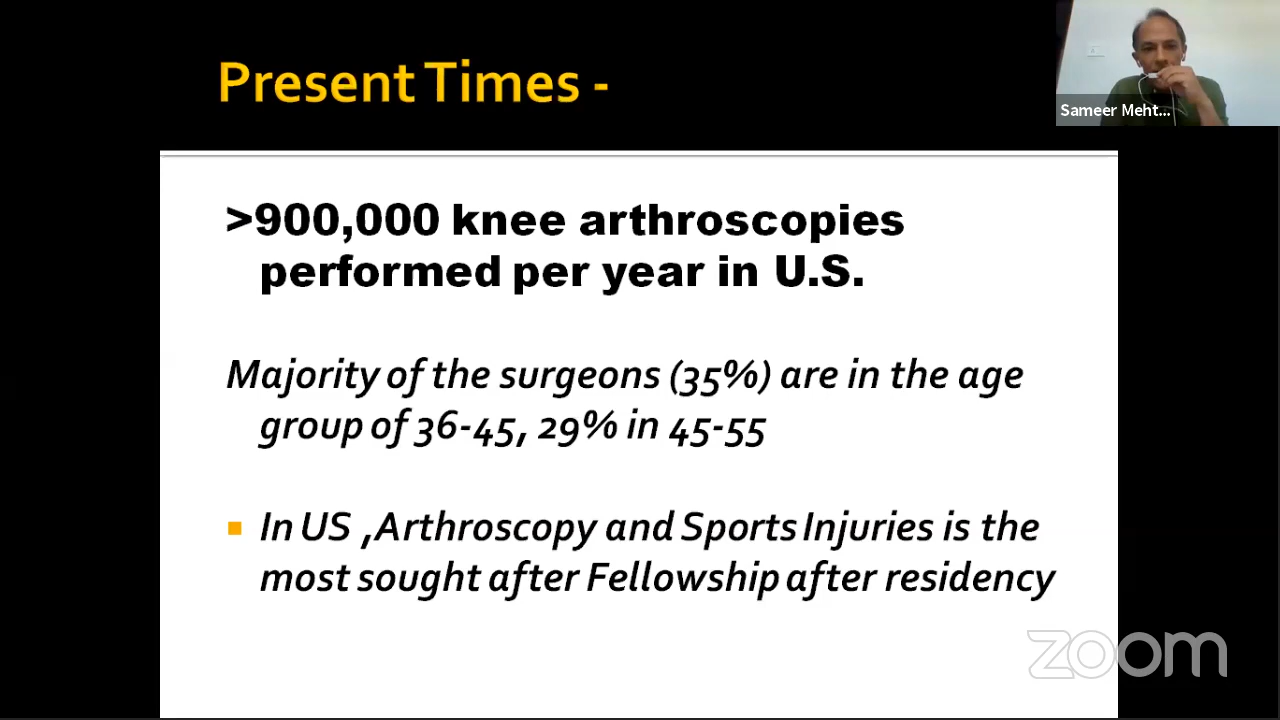 Present Times -
Sameer Meht...
>900,000 knee arthroscopies
performed per year in U.S.
Majority of the surgeons (35%) are in the age
group of 36-45, 29% in 45-55
In US ,Arthroscopy and Sports Injuries is the
most sought after Fellowship after residency
zoom